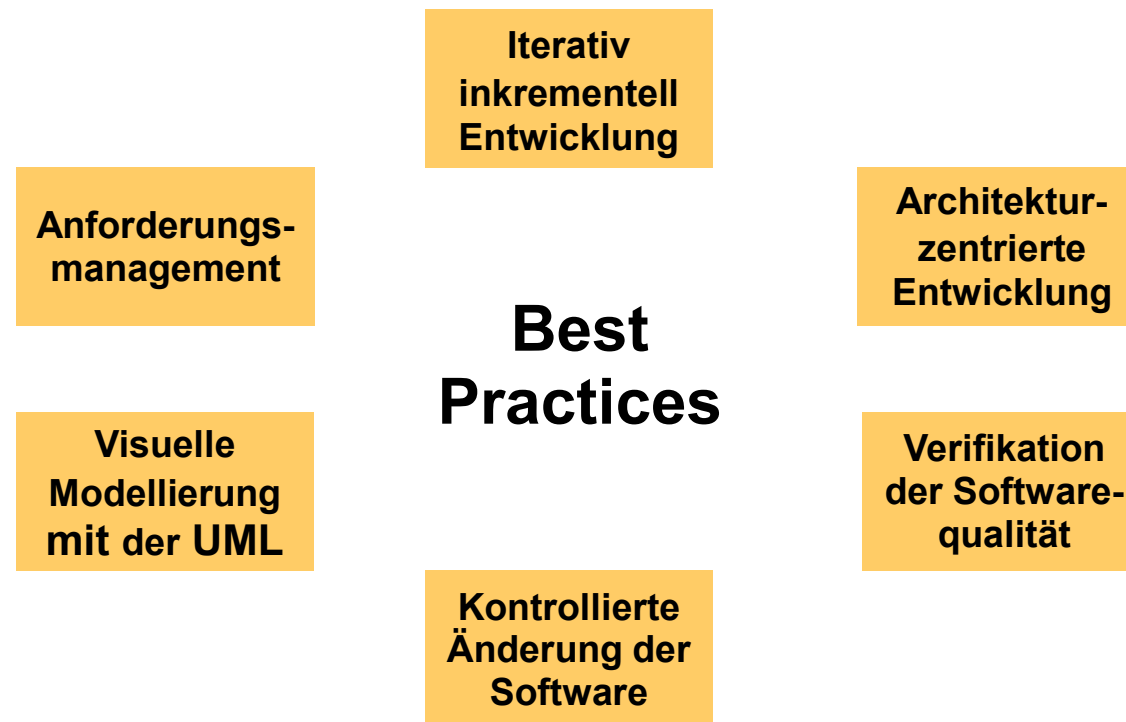 Iterativ
inkrementell
Entwicklung
Anforderungs-
management
Architektur-
zentrierte
Entwicklung
Best
Practices
Visuelle
Modellierung
mit der UML
Verifikation
der Software-
qualität
Kontrollierte
Änderung der
Software